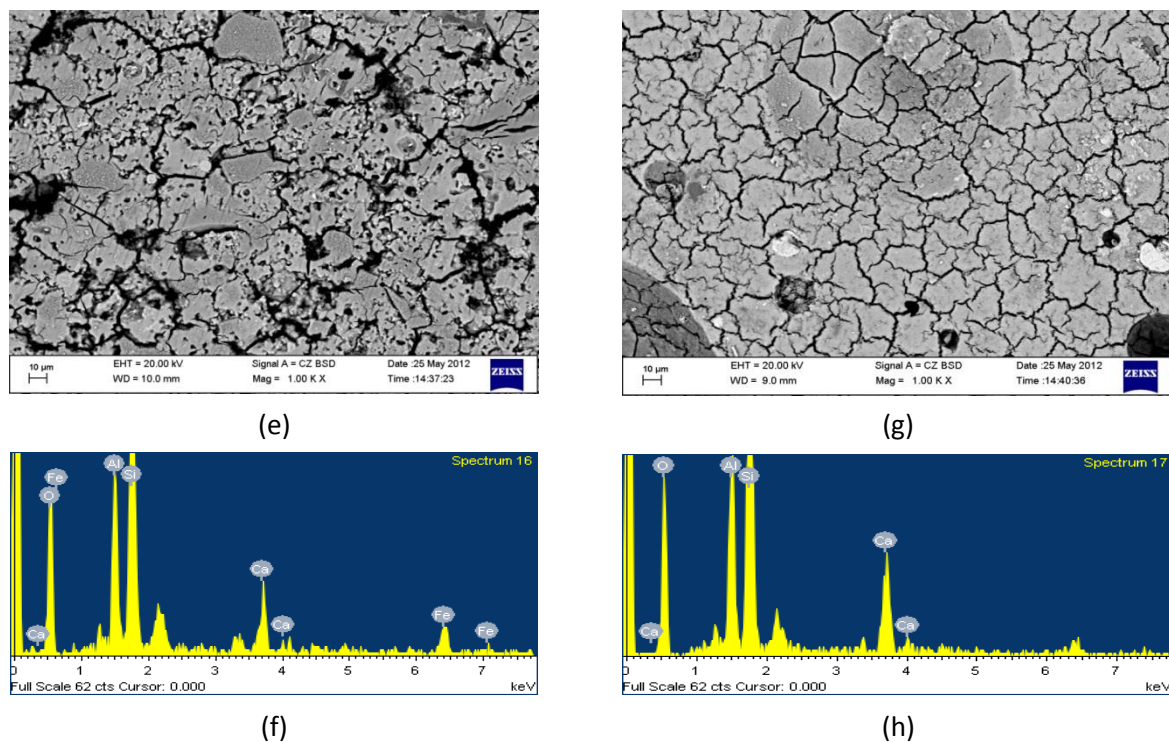 10 µm
EHT = 20.00 kV
WD = 10.0 mm
Signal A = CZ BSD
Mag = 1.00 K X
Date :25 May 2012
Time :14:37:23
ZEISS
10 µm
EHT = 20.00 kV
WD = 9.0 mm
Signal A = CZ BSD
Mag = 1.00 K X
Date :25 May 2012
Time :14:40:36
ZEISS
(e)
(g)
Spectrum 16
Fe
O
Al
Si
Ca
Ca
Ca
Fe
Fe
0 1 2 3 4 5 6 7
Full Scale 62 cts Cursor: 0.000
keV
Spectrum 17
O
Al
Si
Ca
Ca
Ca
0 1 2 3 4 5 6 7
Full Scale 62 cts Cursor: 0.000
keV
(f)
(h)